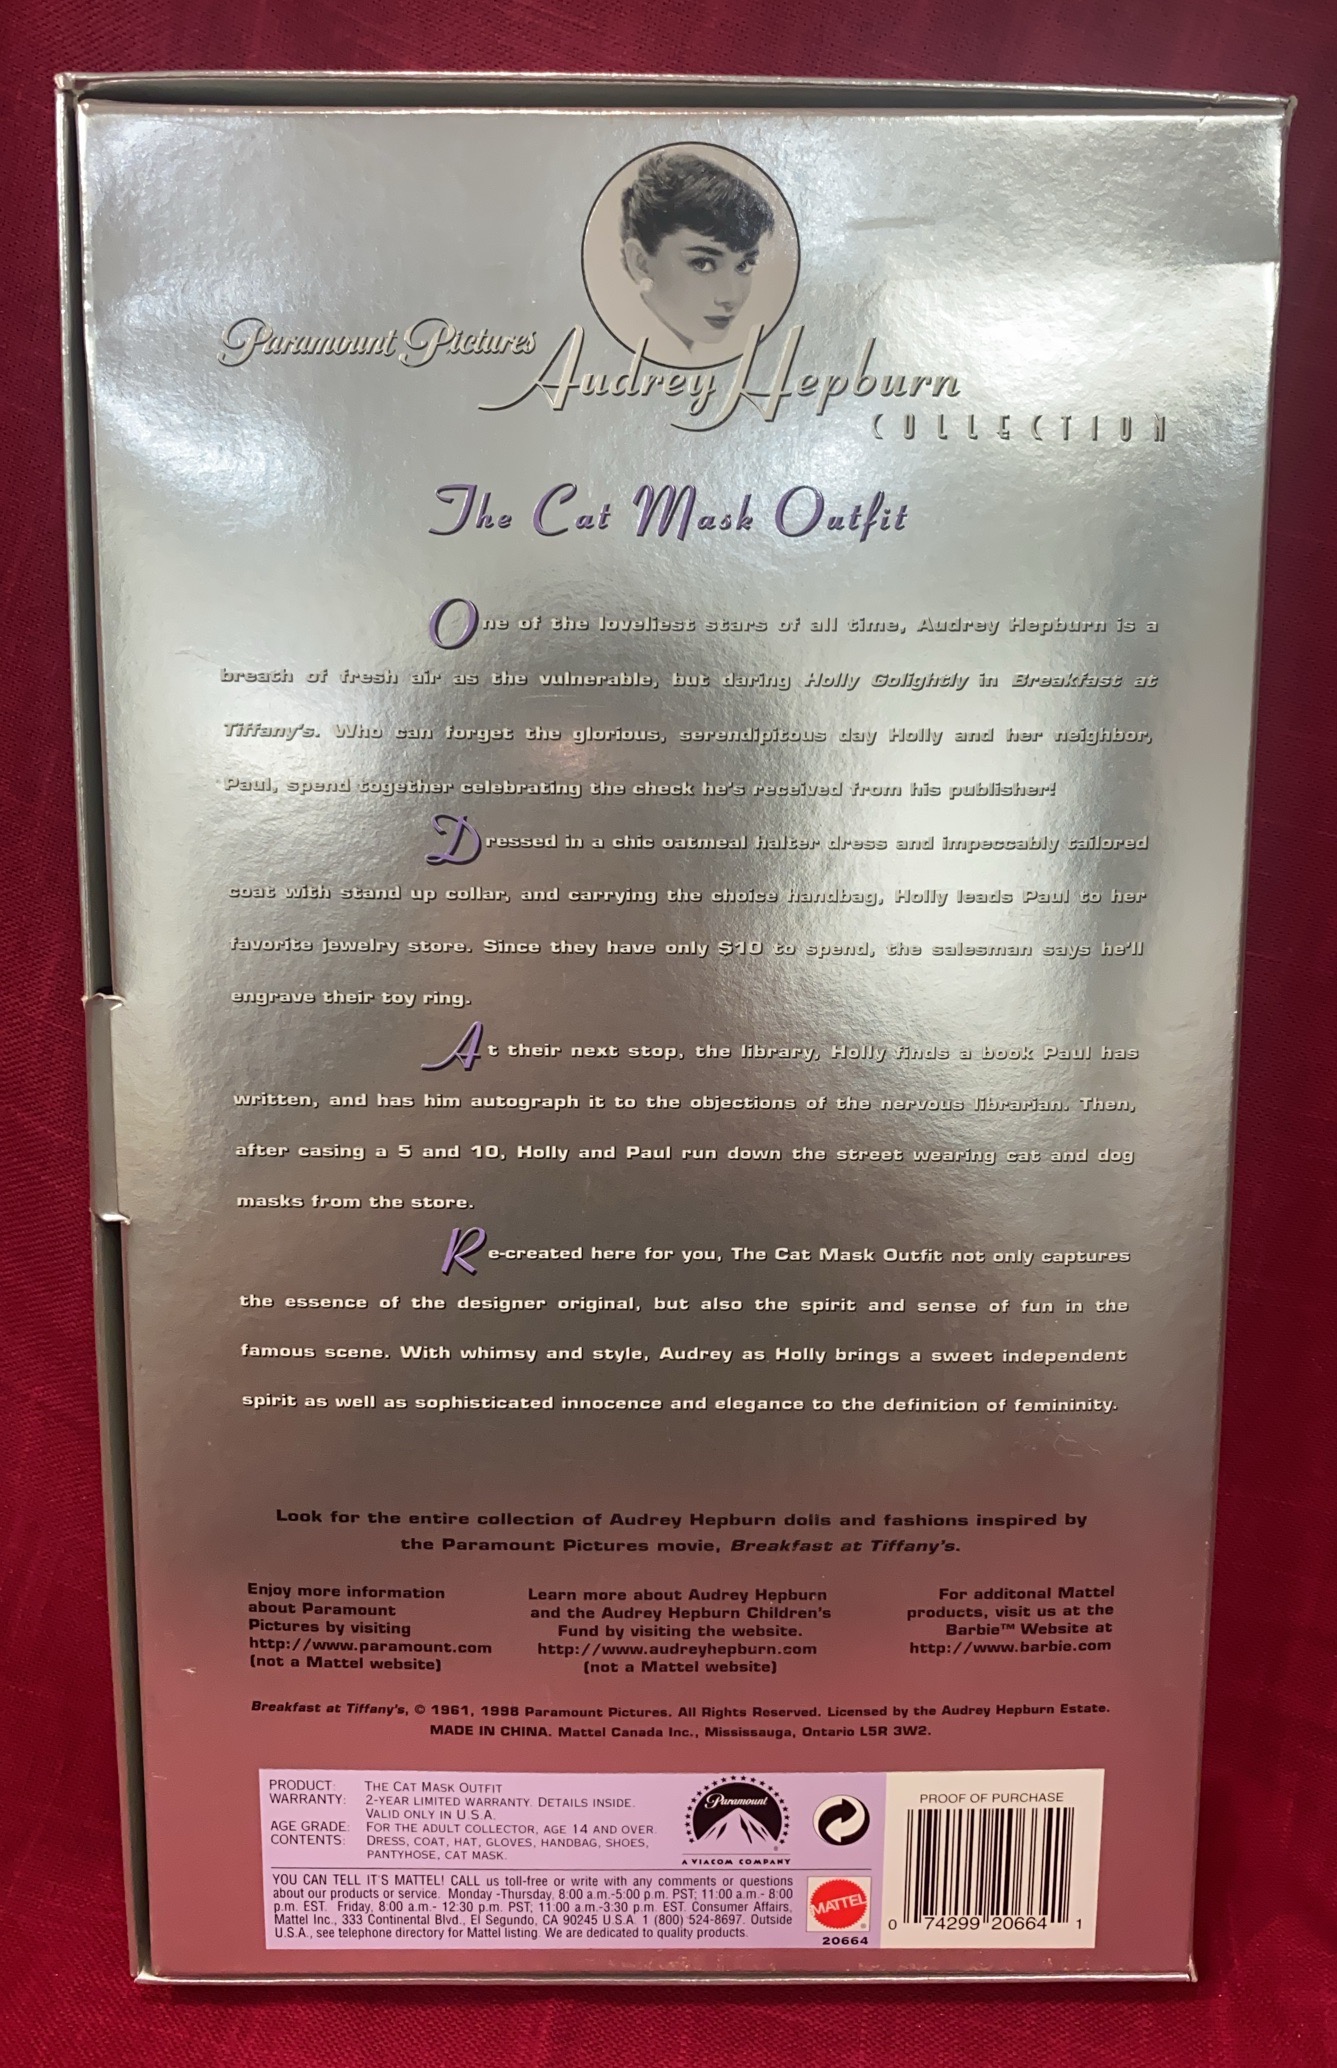 Paramount Pictures
Audrey Hepburn
COLLECTION
The Cat Mask Outfit
One of the loveliest stars of all time, Audrey Hepburn is a
breath of fresh air as the vulnerable, but daring Holly Golightly in Breakfast at
Tiffany's. Who can forget the glorious, serendipitous day Holly and her neighbor,
Paul, spend together celebrating the check he's received from his publisher!
Dressed in a chic oatmeal halter dress and impeccably tailored
coat with stand up collar, and carrying the choice handbag, Holly leads Paul to her
favorite jewelry store. Since they have only $10 to spend, the salesman says he'll
engrave their toy ring.
At their next stop, the library, Holly finds a book Paul has
written, and has him autograph it to the objections of the nervous librarian. Then,
after casing a 5 and 10, Holly and Paul run down the street wearing cat and dog
masks from the store.
Re-created here for you, The Cat Mask Outfit not only captures
the essence of the designer original, but also the spirit and sense of fun in the
famous scene. With whimsy and style, Audrey as Holly brings a sweet independent
spirit as well as sophisticated innocence and elegance to the definition of femininity.
Look for the entire collection of Audrey Hepburn dolls and fashions inspired by
the Paramount Pictures movie, Breakfast at Tiffany's.
Enjoy more information
about Paramount
Pictures by visiting
http://www.paramount.com
(not a Mattel website)
Learn more about Audrey Hepburn
and the Audrey Hepburn Children's
Fund by visiting the website.
http://www.audreyhepburn.com
(not a Mattel website)
For additonal Mattel
products, visit us at the
Barbie™ Website at
http://www.barbie.com
Breakfast at Tiffany's, © 1961, 1998 Paramount Pictures. All Rights Reserved. Licensed by the Audrey Hepburn Estate.
MADE IN CHINA. Mattel Canada Inc., Mississauga, Ontario L5R 3W2.
PRODUCT: THE CAT MASK OUTFIT
WARRANTY: 2-YEAR LIMITED WARRANTY. DETAILS INSIDE.
VALID ONLY IN U.S.A.
AGE GRADE: FOR THE ADULT COLLECTOR, AGE 14 AND OVER.
CONTENTS: DRESS, COAT, HAT, GLOVES, HANDBAG, SHOES,
PANTYHOSE, CAT MASK.
Paramount
A VIACOM COMPANY
YOU CAN TELL IT'S MATTEL! CALL us toll-free or write with any comments or questions
about our products or service. Monday -Thursday, 8:00 a.m.-5:00 p.m. PST; 11:00 a.m.- 8:00
p.m. EST. Friday, 8:00 a.m.- 12:30 p.m. PST; 11:00 a.m.-3:30 p.m. EST. Consumer Affairs,
Mattel Inc., 333 Continental Blvd., El Segundo, CA 90245 U.S.A. 1 (800) 524-8697. Outside
U.S.A., see telephone directory for Mattel listing. We are dedicated to quality products.
MATTEL
20664
PROOF OF PURCHASE
0 74299 20664 1